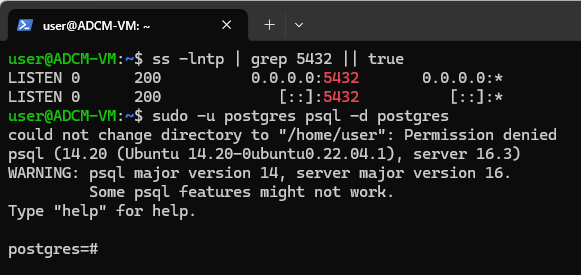 user@ADCM-VM: ~
user@ADCM-VM:~$ ss -lntp | grep 5432 || true
LISTEN 0      200          0.0.0.0:5432       0.0.0.0:*
LISTEN 0      200             [::]:5432          [::]:*
user@ADCM-VM:~$ sudo -u postgres psql -d postgres
could not change directory to "/home/user": Permission denied
psql (14.20 (Ubuntu 14.20-0ubuntu0.22.04.1), server 16.3)
WARNING: psql major version 14, server major version 16.
         Some psql features might not work.
Type "help" for help.
postgres=#